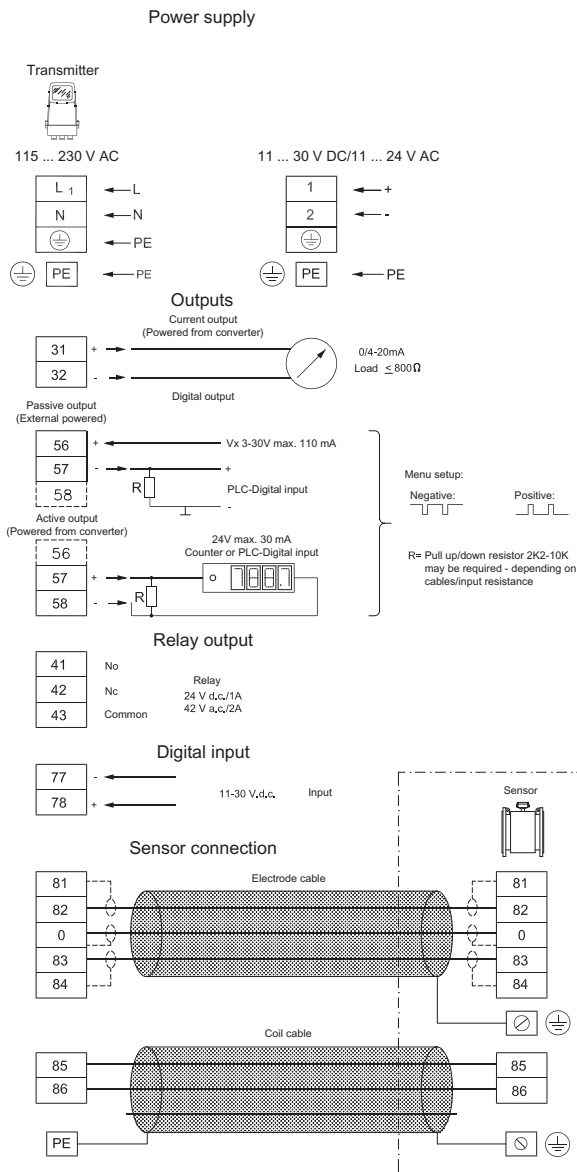 Power supply
Transmitter
115 ... 230 V AC
11 ... 30 V DC/11 ... 24 V AC
L 1
L
N
N
PE
PE
PE
1
+
2
-
PE
PE
Outputs
Current output
(Powered from converter)
31
+
32
-
0/4-20mA
Load ≤ 800Ω
Digital output
Passive output
(External powered)
56
+
Vx 3-30V max. 110 mA
57
-
+
58
R
PLC-Digital input
-
Menu setup:
Negative:
Positive:
Active output
(Powered from converter)
56
24V max. 30 mA
Counter or PLC-Digital input
57
+
58
-
R
R= Pull up/down resistor 2K2-10K
may be required - depending on
cables/input resistance
Relay output
41
No
42
Nc
43
Common
Relay
24 V d.c./1A
42 V a.c./2A
Digital input
77
-
78
+
11-30 V.d.c.
Input
Sensor
Sensor connection
Electrode cable
81
81
82
82
0
0
83
83
84
84
Coil cable
85
85
86
86
PE